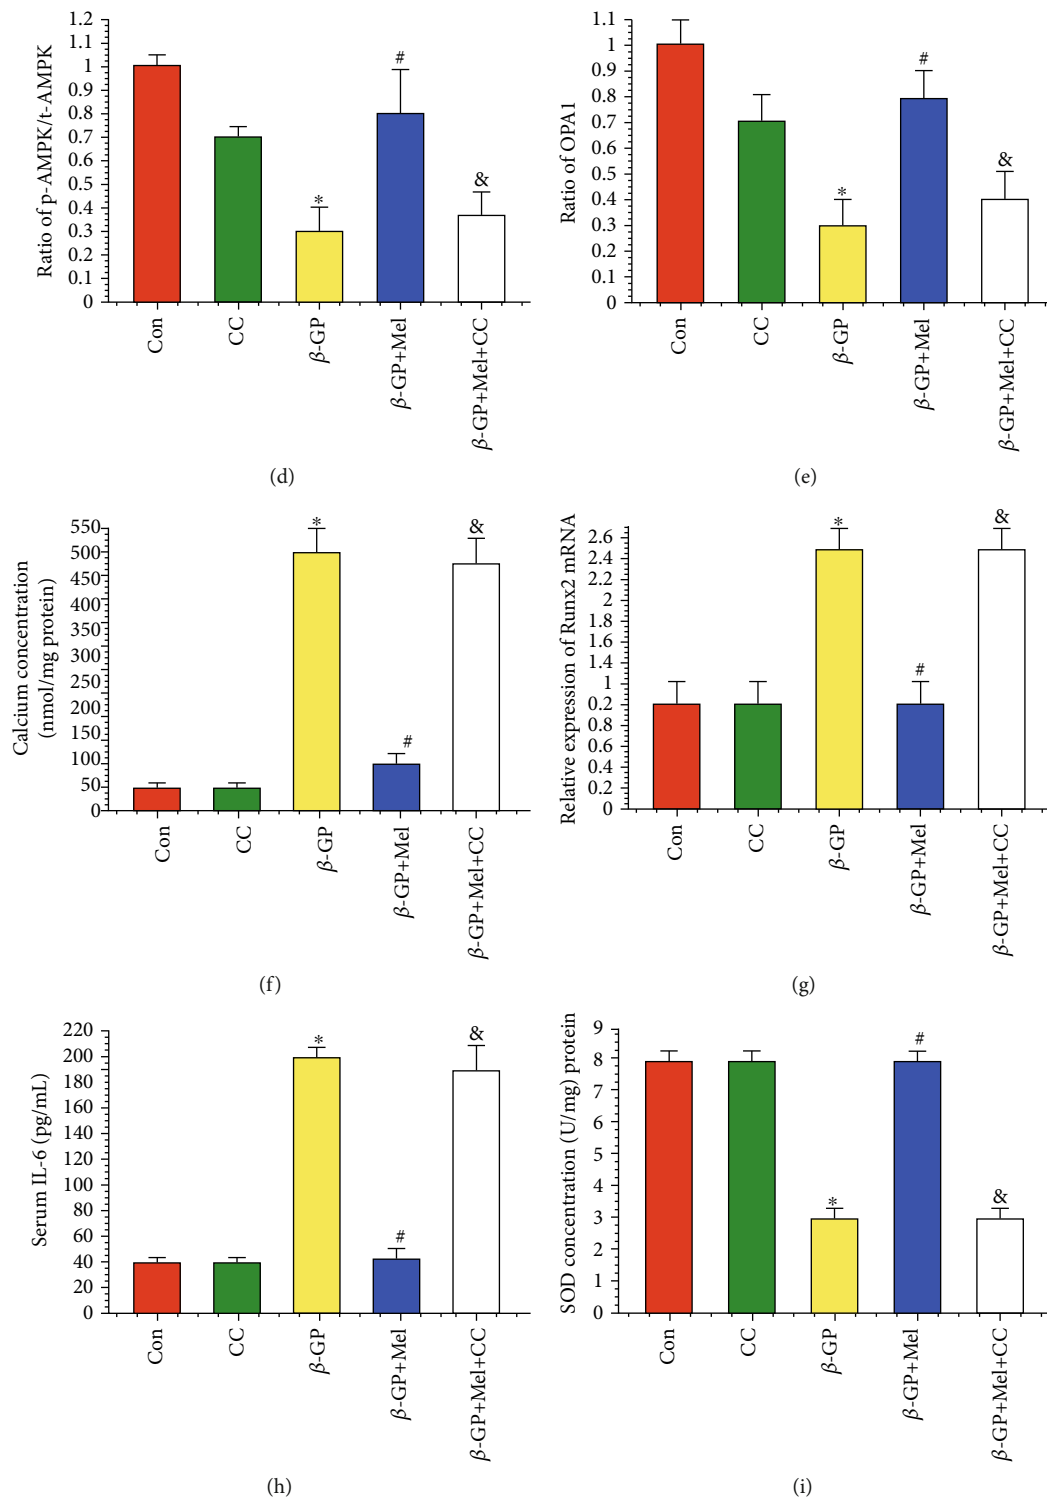 1.2
1.1
1
0.9
0.8
0.7
0.6
0.5
0.4
0.3
0.2
0.1
0
Ratio of p-AMPK/t-AMPK
*
#
&
Con
CC
β-GP
β-GP+Mel
β-GP+Mel+CC
(d)
1.1
1
0.9
0.8
0.7
0.6
0.4
0.3
0.2
0.1
0
Ratio of OPA1
*
#
&
Con
CC
β-GP
β-GP+Mel
β-GP+Mel+CC
(e)
550
500
450
400
350
300
250
200
150
100
100
50
0
Calcium concentration
(nmol/mg protein)
*
#
&
Con
CC
β-GP
β-GP+Mel
β-GP+Mel+CC
(f)
2.6
2.4
2.2
2
1.8
1.6
1.4
1
0.2
0.8
0.6
0.4
0.2
0
Relative expression of Runx2 mRNA
*
#
&
Con
CC
β-GP
β-GP+Mel
β-GP+Mel+CC
(g)
220
200
180
160
140
120
100
80
60
40
20
0
Serum IL-6 (pg/mL)
*
#
&
Con
CC
β-GP
β-GP+Mel
β-GP+Mel+CC
(h)
9
8
7
6
5
4
3
2
1
0
SOD concentration (U/mg) protein
*
#
&
Con
CC
β-GP
β-GP+Mel
β-GP+Mel+CC
(i)